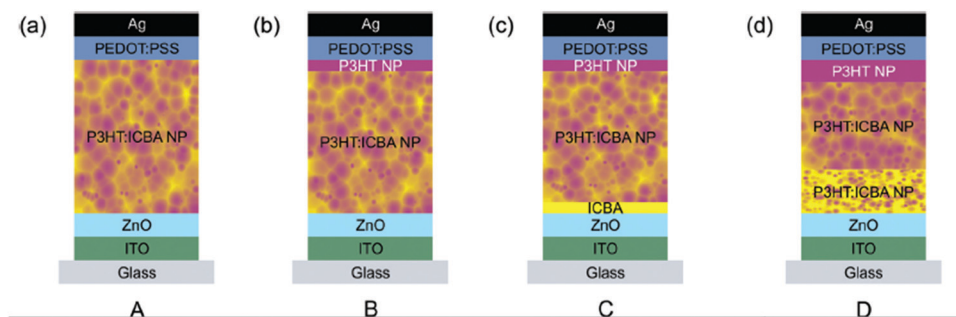 (a)
Ag
PEDOT:PSS
P3HT:ICBA NP
ZnO
ITO
Glass
A
(b)
Ag
PEDOT:PSS
P3HT NP
P3HT:ICBA NP
ZnO
ITO
Glass
B
(c)
Ag
PEDOT:PSS
P3HT NP
P3HT:ICBA NP
ICBA
ZnO
ITO
Glass
C
(d)
Ag
PEDOT:PSS
P3HT NP
P3HT:ICBA NP
P3HT:ICBA NP
ZnO
ITO
Glass
D